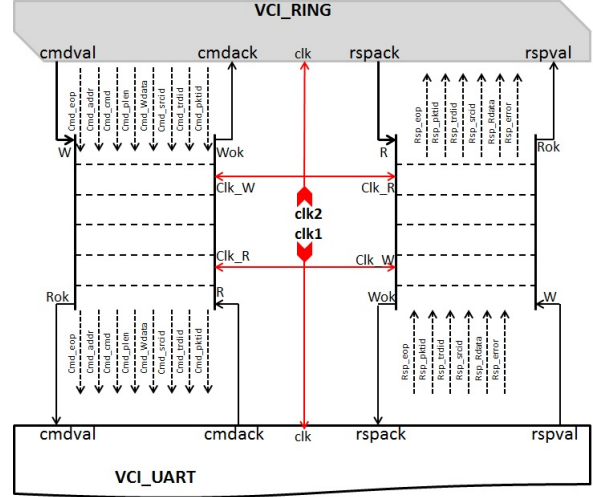 VCI_RING
cmdval cmdack clk rspack rspval
Cmd_eop
Cmd_addr
Cmd_cmd
Cmd_plen
Cmd_Wdata
Cmd_srcid
Cmd_trdid
Cmd_pktid
Rsp_eop
Rsp_pktid
Rsp_trdid
Rsp_srcid
Rsp_Rdata
Rsp_error
W Wok R Rok
Clk_W Clk_R
clk2
clk1
Clk_R Clk_W
Rok R Wok W
Cmd_eop
Cmd_addr
Cmd_cmd
Cmd_plen
Cmd_Wdata
Cmd_srcid
Cmd_trdid
Cmd_pktid
Rsp_eop
Rsp_pktid
Rsp_trdid
Rsp_srcid
Rsp_Rdata
Rsp_error
cmdval cmdack clk rspack rspval
VCI_UART